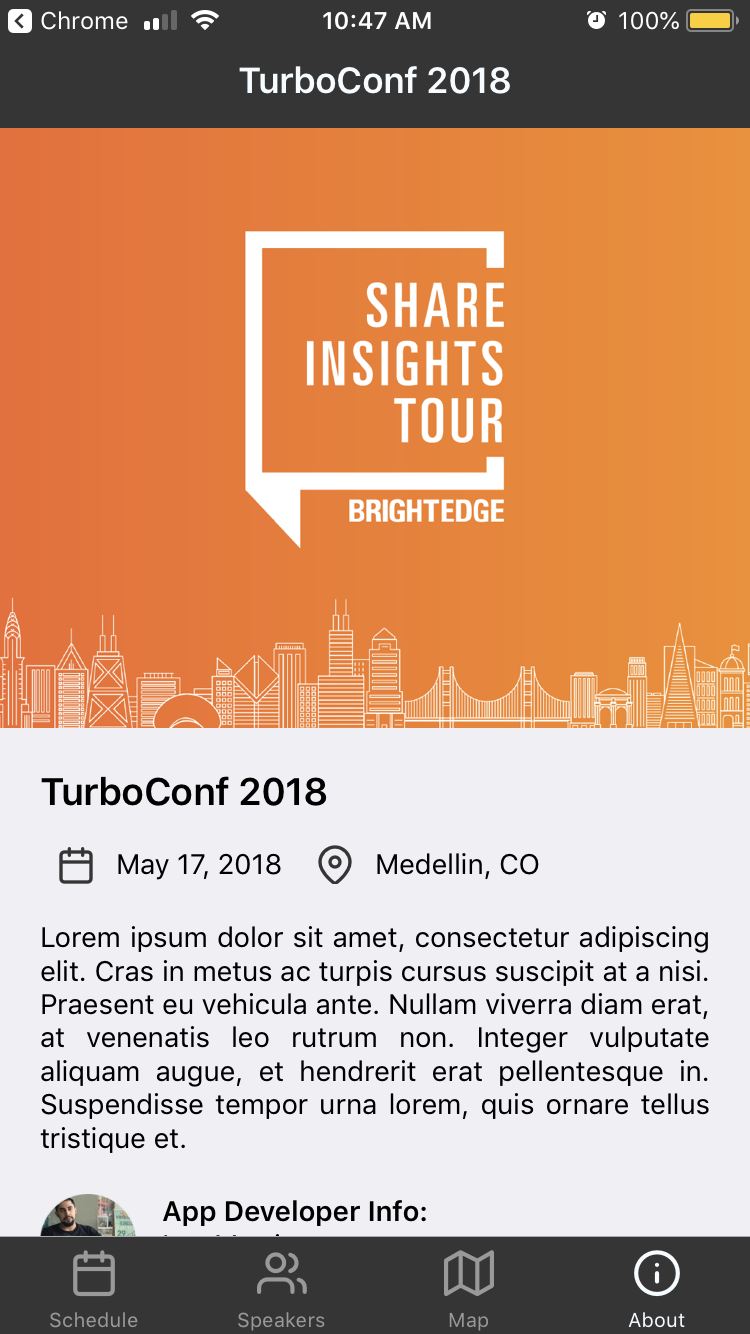 Chrome 10:47 AM 100%
TurboConf 2018
SHARE
INSIGHTS
TOUR
BRIGHTEDGE
TurboConf 2018
May 17, 2018 Medellin, CO
Lorem ipsum dolor sit amet, consectetur adipiscing
elit. Cras in metus ac turpis cursus suscipit at a nisi.
Praesent eu vehicula ante. Nullam viverra diam erat,
at venenatis leo rutrum non. Integer vulputate
aliquam augue, et hendrerit erat pellentesque in.
Suspendisse tempor urna lorem, quis ornare tellus
tristique et.
App Developer Info:
Schedule Speakers Map About